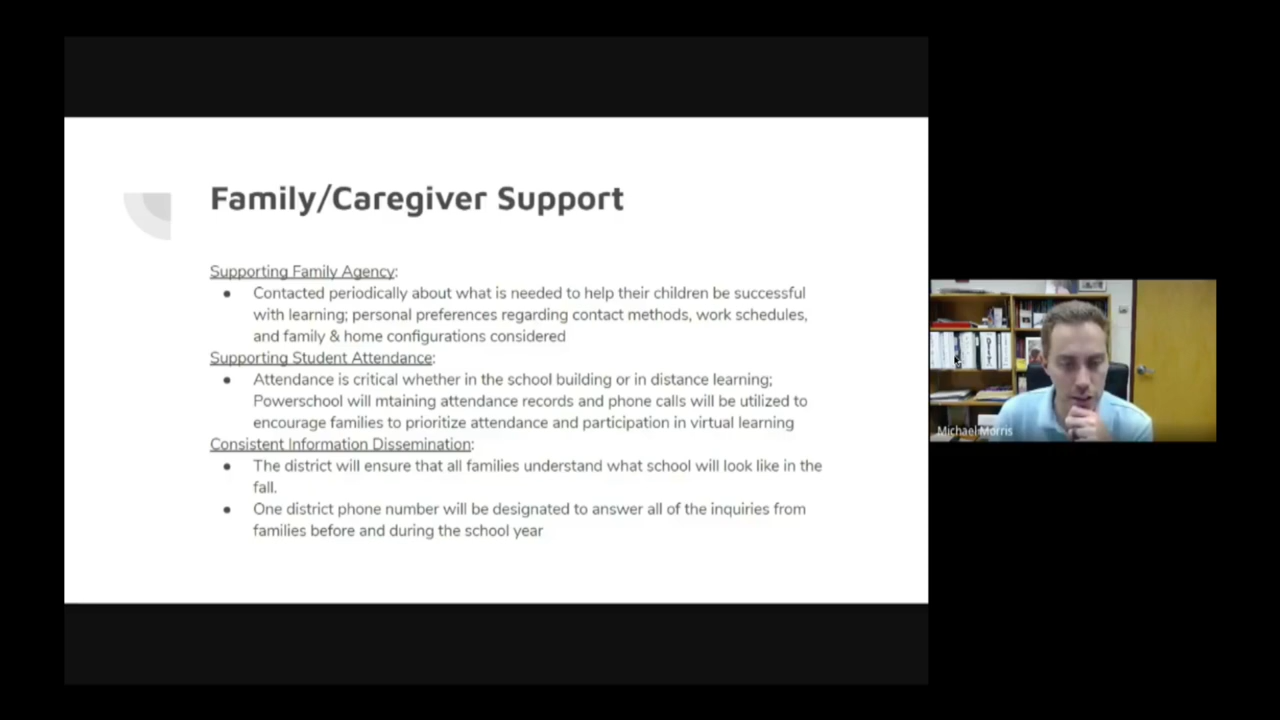 Family/Caregiver Support
Supporting Family Agency:
● Contacted periodically about what is needed to help their children be successful
with learning; personal preferences regarding contact methods, work schedules,
and family & home configurations considered
Supporting Student Attendance:
● Attendance is critical whether in the school building or in distance learning;
Powerschool will mtaining attendance records and phone calls will be utilized to
encourage families to prioritize attendance and participation in virtual learning
Consistent Information Dissemination:
● The district will ensure that all families understand what school will look like in the
fall.
● One district phone number will be designated to answer all of the inquiries from
families before and during the school year
Michael Morris